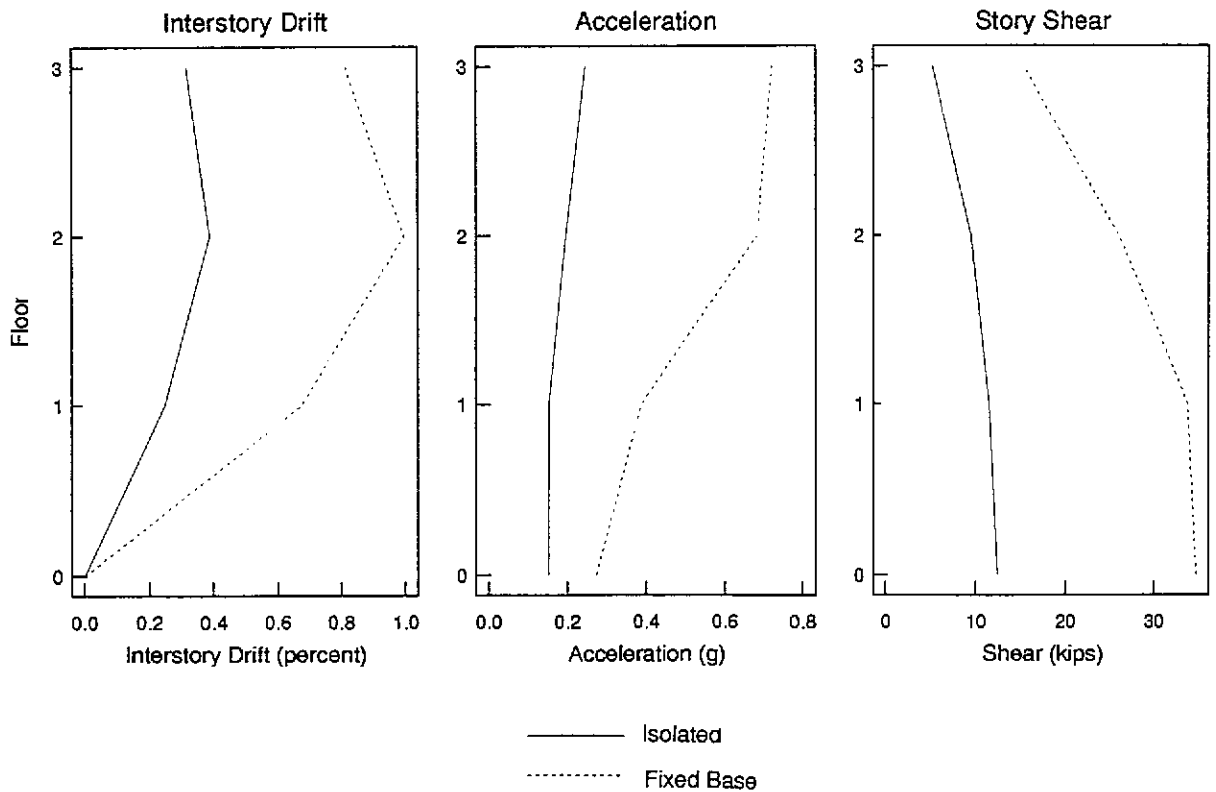 Interstory Drift
Acceleration
Story Shear
Floor
3
2
1
0
0.0 0.2 0.4 0.6 0.8 1.0
Interstory Drift (percent)
3
2
1
0
0.0 0.2 0.4 0.6 0.8
Acceleration (g)
3
2
1
0
0 10 20 30
Shear (kips)
Isolated
Fixed Base